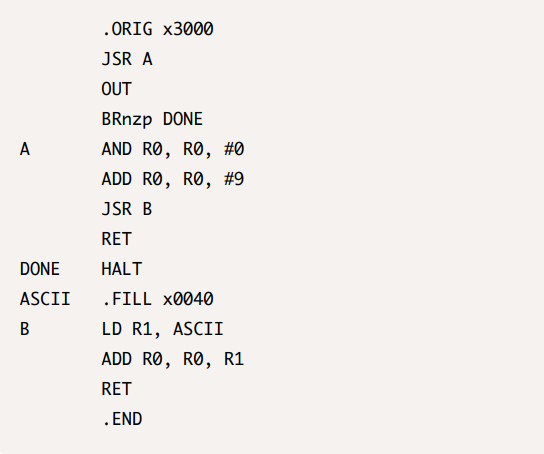 .ORIG x3000
JSR A
OUT
BRnzp DONE
A AND R0, R0, #0
ADD R0, R0, #9
JSR B
RET
DONE HALT
ASCII .FILL x0040
B LD R1, ASCII
ADD R0, R0, R1
RET
.END